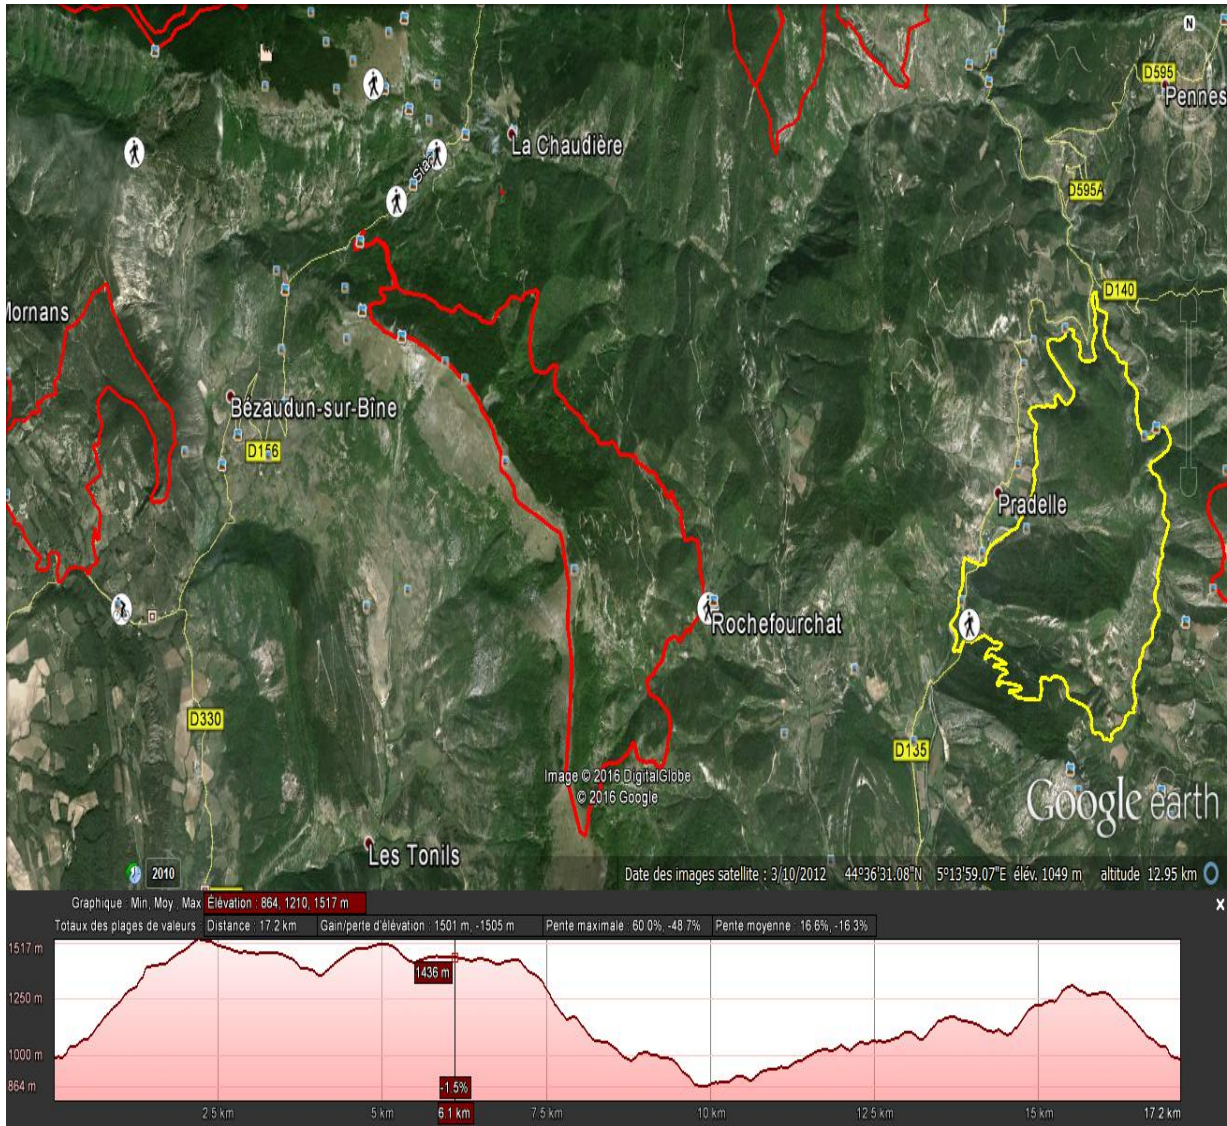 N
D595
Pennes
La Chaudière
D595A
Mornans
D140
Bézaudun-sur-Bîne
D156
Pradelle
Rochefourchat
D330
D135
Image © 2016 DigitalGlobe
© 2016 Google
Google earth
Les Tonils
2010
Date des images satellite : 3/10/2012 44°36'31.08"N 5°13'59.07"E élév. 1049 m altitude 12.95 km
Graphique : Min, Moy, Max Élévation : 864, 1210, 1517 m
x
Totaux des plages de valeurs : Distance : 17.2 km Gain/perte d'élévation : 1501 m, -1505 m Pente maximale : 60.0%, -48.7% Pente moyenne : 16.6%, -16.3%
1517 m
1436 m
1250 m
1000 m
864 m
-1.5%
2.5 km 5 km 6.1 km 7.5 km 10 km 12.5 km 15 km 17.2 km